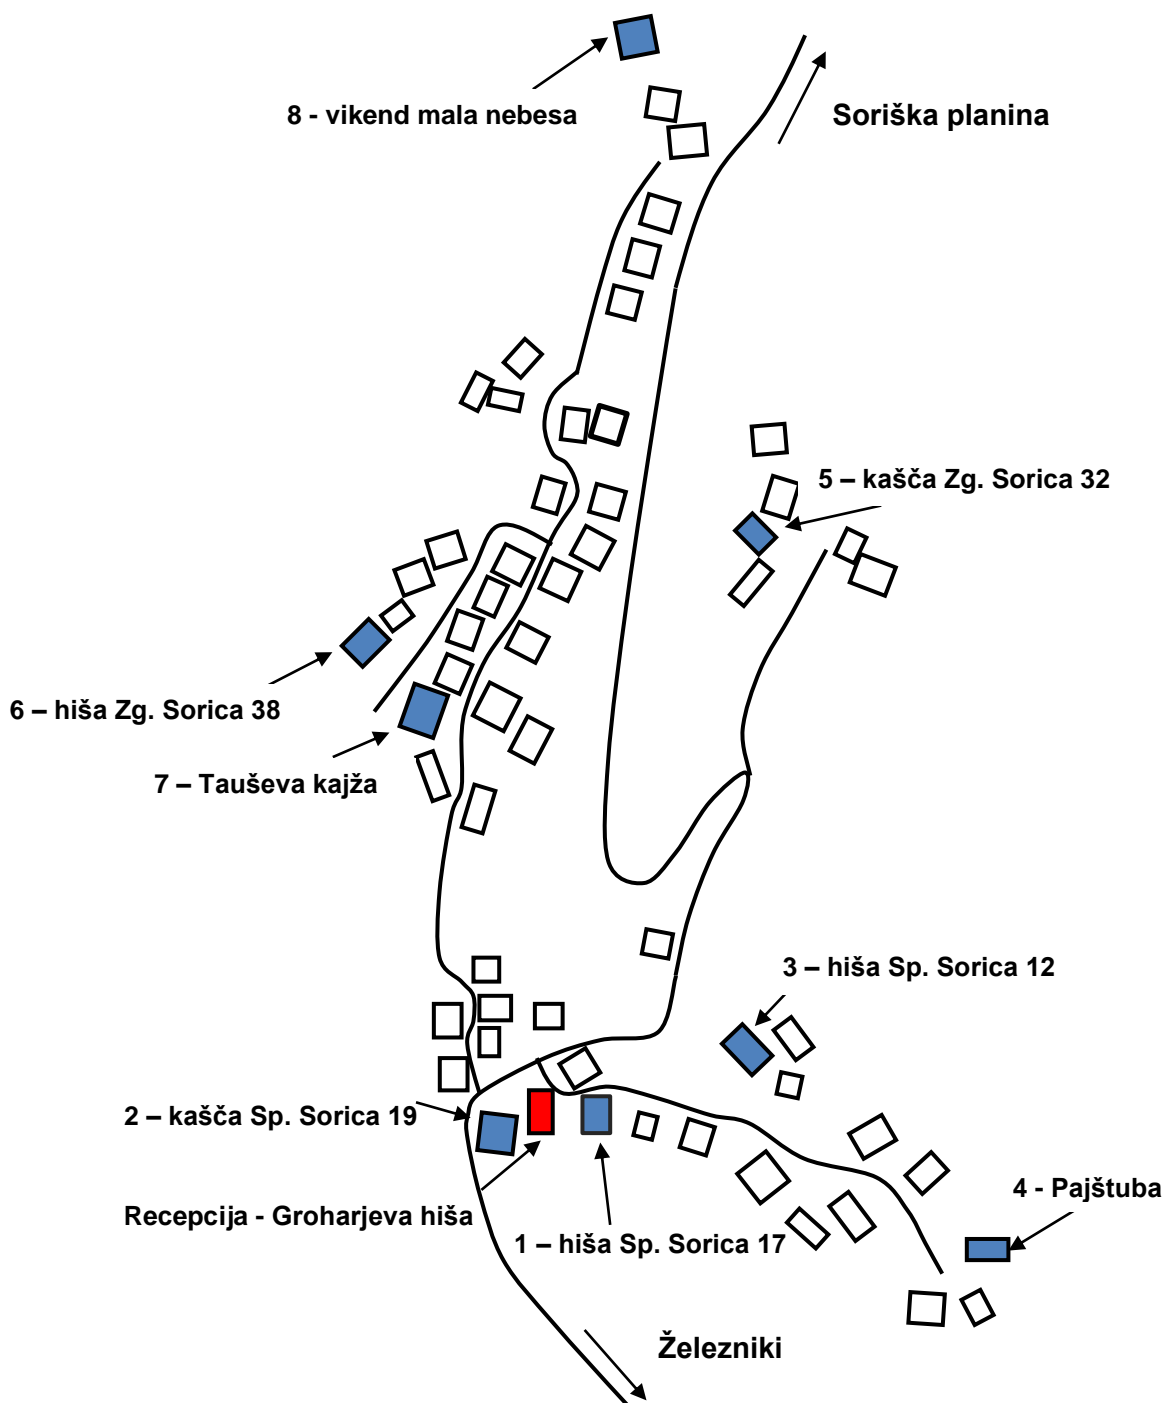 8 - vikend mala nebesa
Soriška planina
5 – kašča Zg. Sorica 32
6 – hiša Zg. Sorica 38
7 – Tauševa kajža
3 – hiša Sp. Sorica 12
2 – kašča Sp. Sorica 19
4 - Pajštuba
Recepcija - Groharjeva hiša
1 – hiša Sp. Sorica 17
Železniki